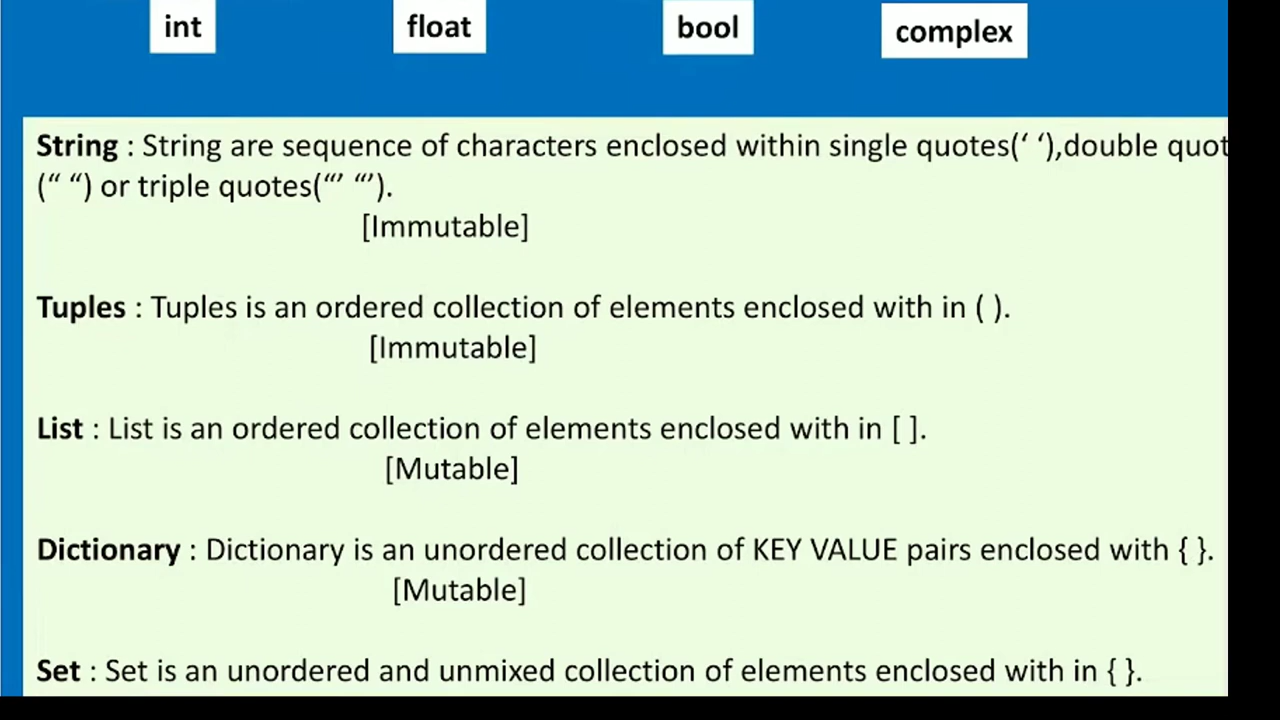 int float bool complex
String : String are sequence of characters enclosed within single quotes(‘ ‘),double quot
(“ “) or triple quotes(“’ “’).
[Immutable]
Tuples : Tuples is an ordered collection of elements enclosed with in ( ).
[Immutable]
List : List is an ordered collection of elements enclosed with in [ ].
[Mutable]
Dictionary : Dictionary is an unordered collection of KEY VALUE pairs enclosed with { }.
[Mutable]
Set : Set is an unordered and unmixed collection of elements enclosed with in { }.